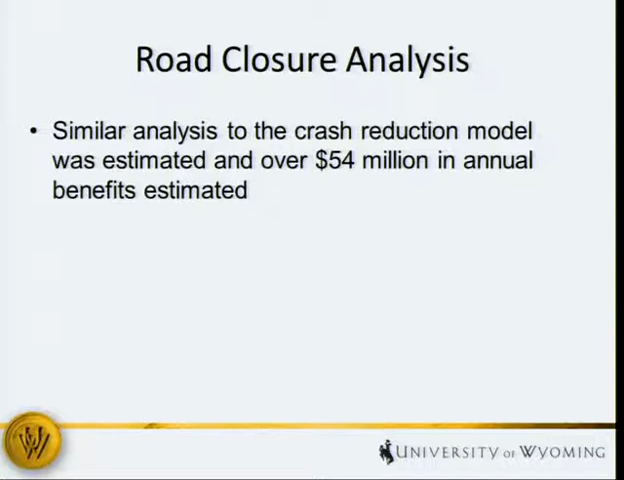 Road Closure Analysis
• Similar analysis to the crash reduction model
was estimated and over $54 million in annual
benefits estimated
UNIVERSITY OF WYOMING